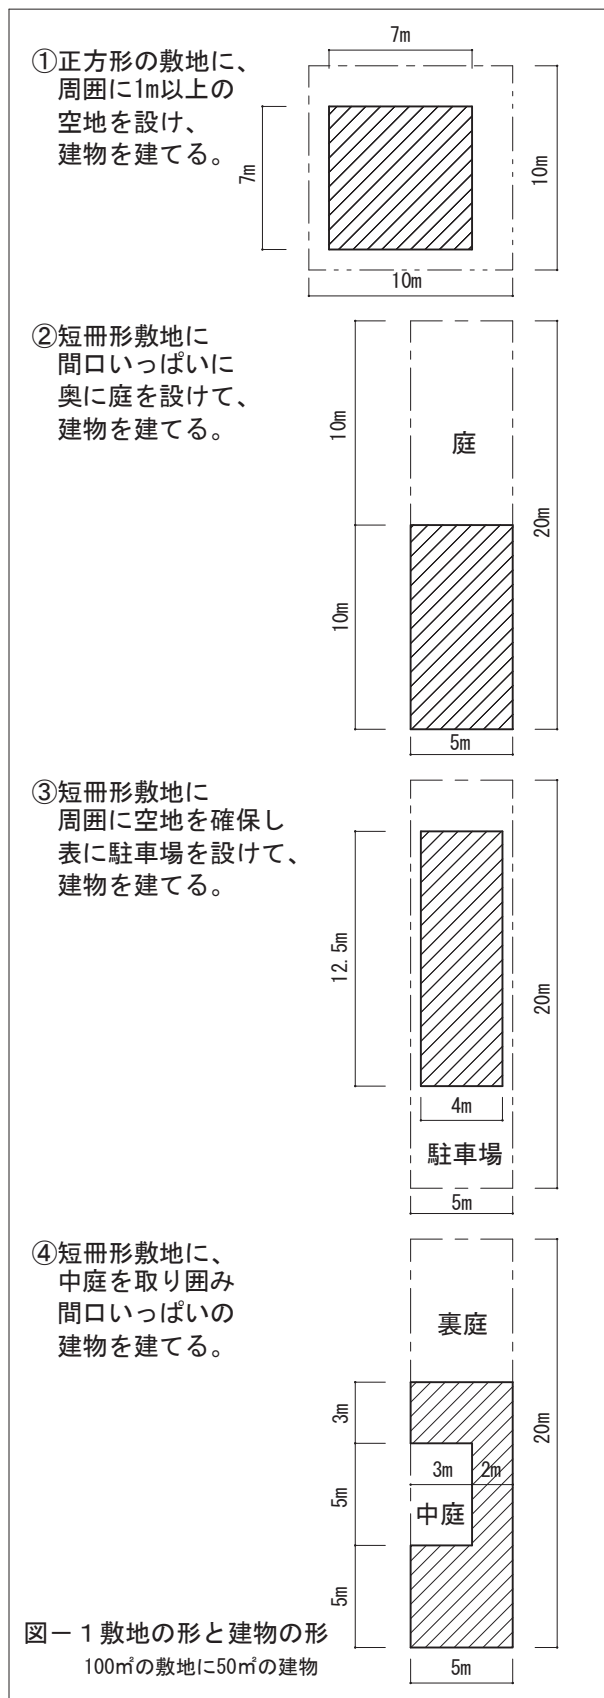 ①正方形の敷地に、
周囲に1m以上の
空地を設け、
建物を建てる。
7m
7m
10m
10m
②短冊形敷地に
間口いっぱいに
奥に庭を設けて、
建物を建てる。
10m
庭
20m
10m
5m
③短冊形敷地に
周囲に空地を確保し
表に駐車場を設けて、
建物を建てる。
12.5m
20m
4m
駐車場
5m
④短冊形敷地に、
中庭を取り囲み
間口いっぱいの
建物を建てる。
裏庭
3m
20m
3m
2m
5m
中庭
5m
5m
図－1敷地の形と建物の形
100㎡の敷地に50㎡の建物